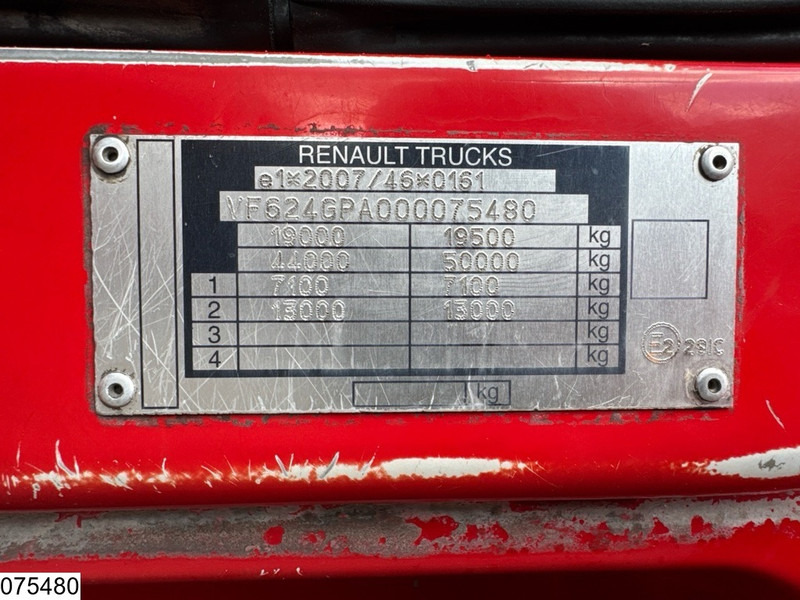 RENAULT TRUCKS
e1*2007/46*0161
VF624GPA000075480
19000 19500 kg
44000 50000 kg
1 7100 7100 kg
2 13000 13000 kg
3 kg
4 kg
kg
E2 291C
075480